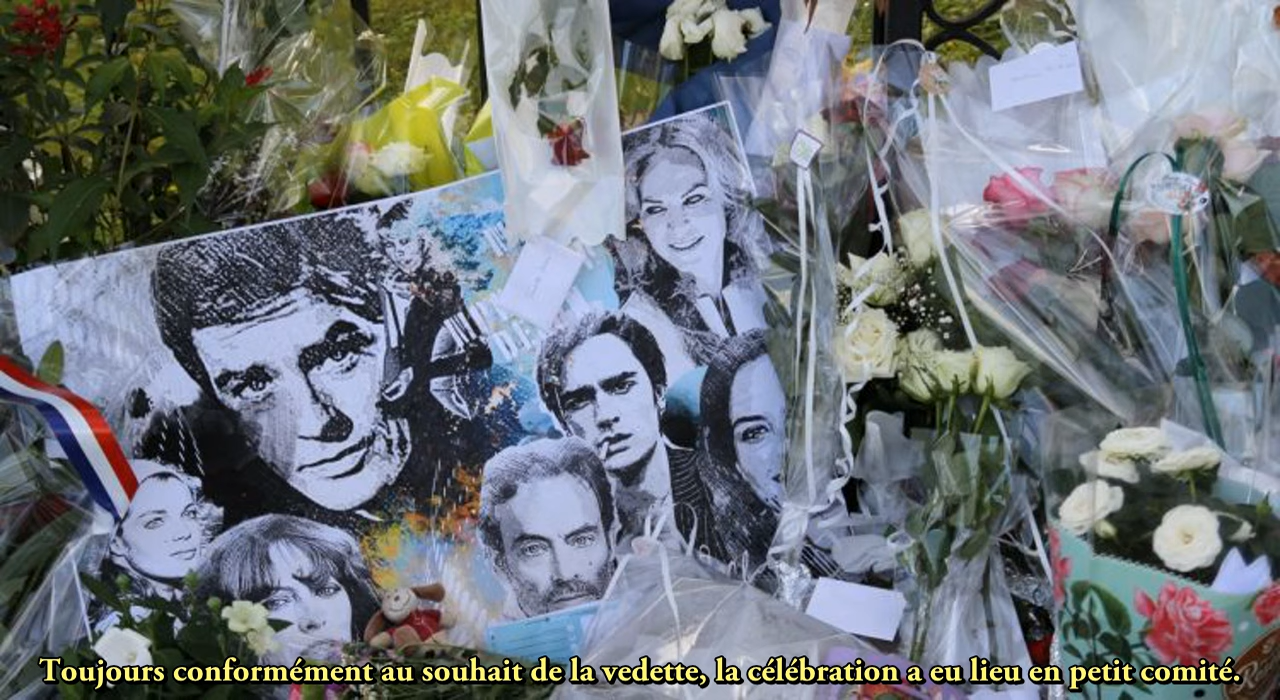 Toujours conformément au souhait de la vedette, la célébration a eu lieu en petit comité.